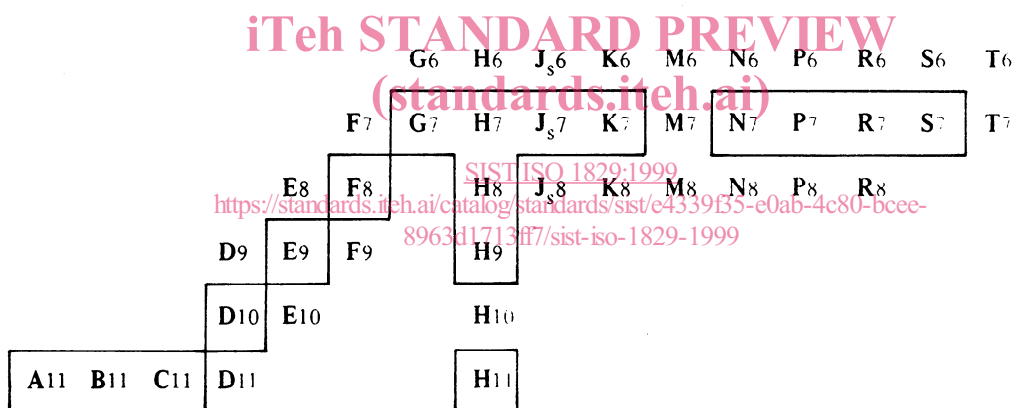 iTeh STANDARD PREVIEW
(standards.iteh.ai)
G6 H6 Js6 K6 M6 N6 P6 R6 S6 T6
F7 G7 H7 Js7 K7 M7 N7 P7 R7 S7 T7
SIST ISO 1829:1999
E8 F8 H8 Js8 K8 M8 N8 P8 R8
https://standards.iteh.ai/catalog/standards/sist/e4339f35-e0ab-4c80-bcee-
8963d1713ff7/sist-iso-1829-1999
D9 E9 F9 H9
D10 E10 H10
A11 B11 C11 D11 H11